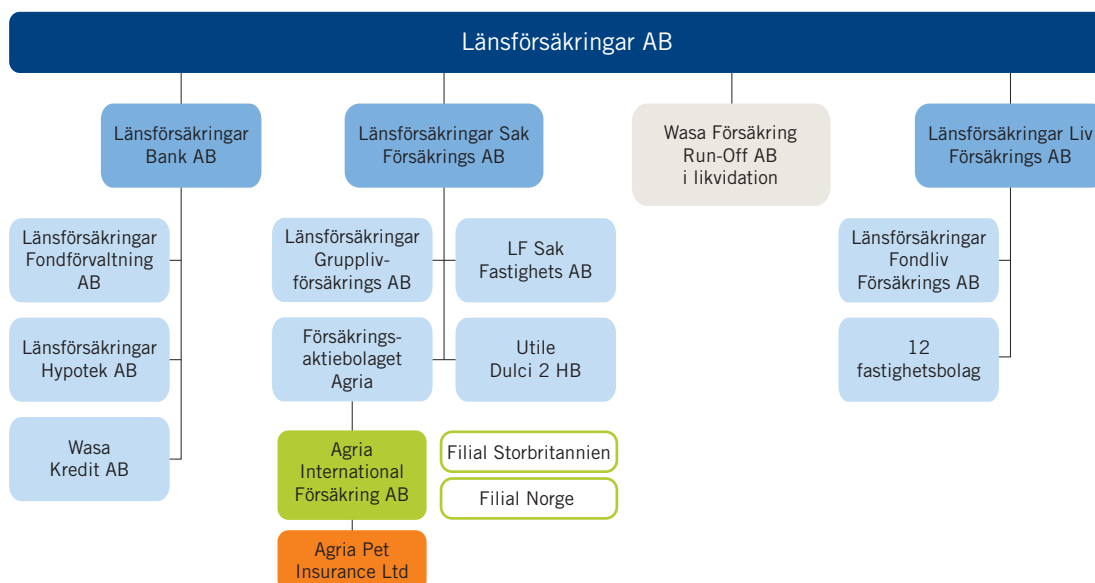 Länsförsäkringar AB
Länsförsäkringar
Bank AB
Länsförsäkringar Sak
Försäkrings AB
Wasa Försäkring
Run-Off AB
i likvidation
Länsförsäkringar Liv
Försäkrings AB
Länsförsäkringar
Fondförvaltning
AB
Länsförsäkringar
Hypotek AB
Wasa
Kredit AB
Länsförsäkringar
Gruppliv-
försäkrings AB
LF Sak
Fastighets AB
Försäkrings-
aktiebolaget
Agria
Utile
Dulci 2 HB
Agria
International
Försäkring AB
Filial Storbritannien
Filial Norge
Agria Pet
Insurance Ltd
Länsförsäkringar
Fondliv
Försäkrings AB
12
fastighetsbolag